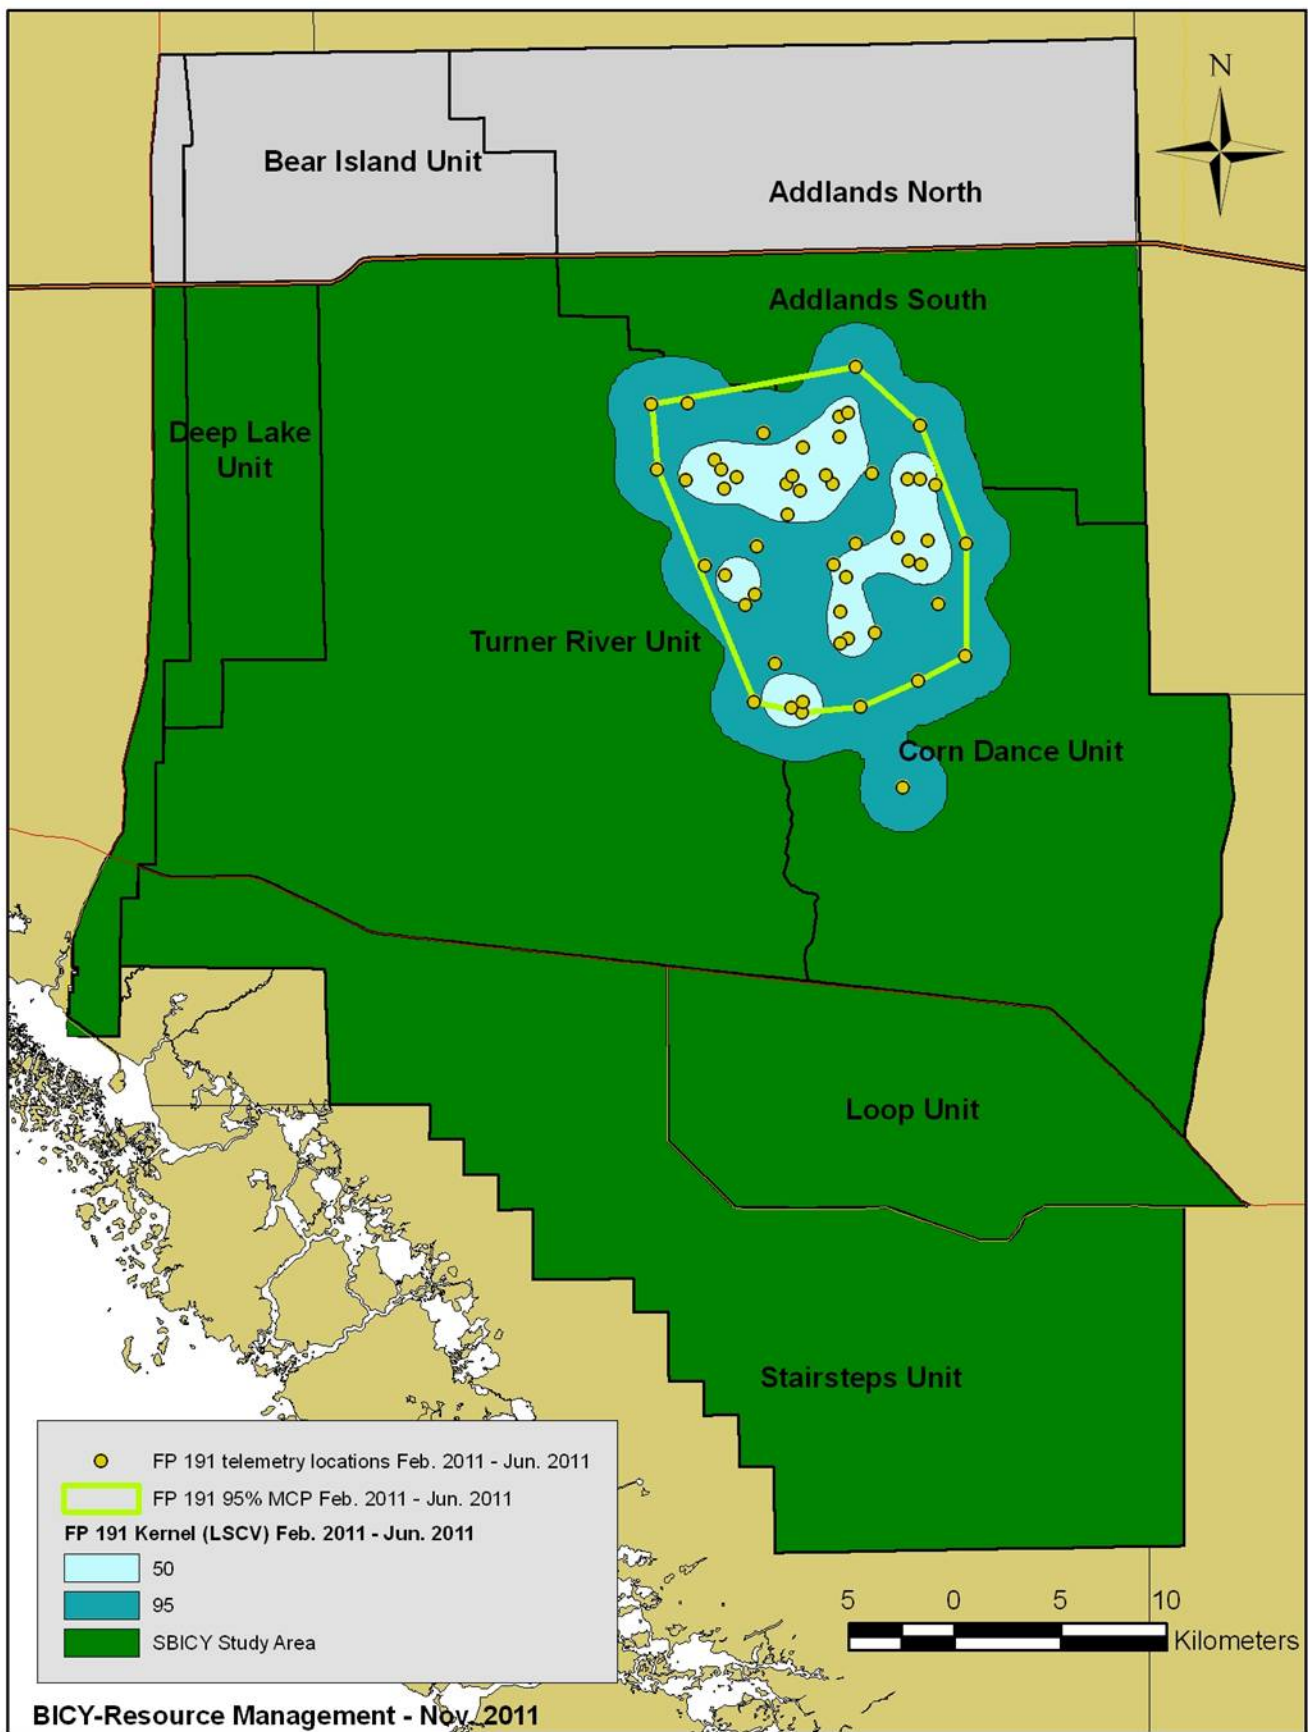 N
Bear Island Unit
Addlands North
Addlands South
Deep Lake
Unit
Turner River Unit
Corn Dance Unit
Loop Unit
Stairsteps Unit
FP 191 telemetry locations Feb. 2011 - Jun. 2011
FP 191 95% MCP Feb. 2011 - Jun. 2011
FP 191 Kernel (LSCV) Feb. 2011 - Jun. 2011
50
95
SBICY Study Area
5 0 5 10
Kilometers
BICY-Resource Management - Nov. 2011